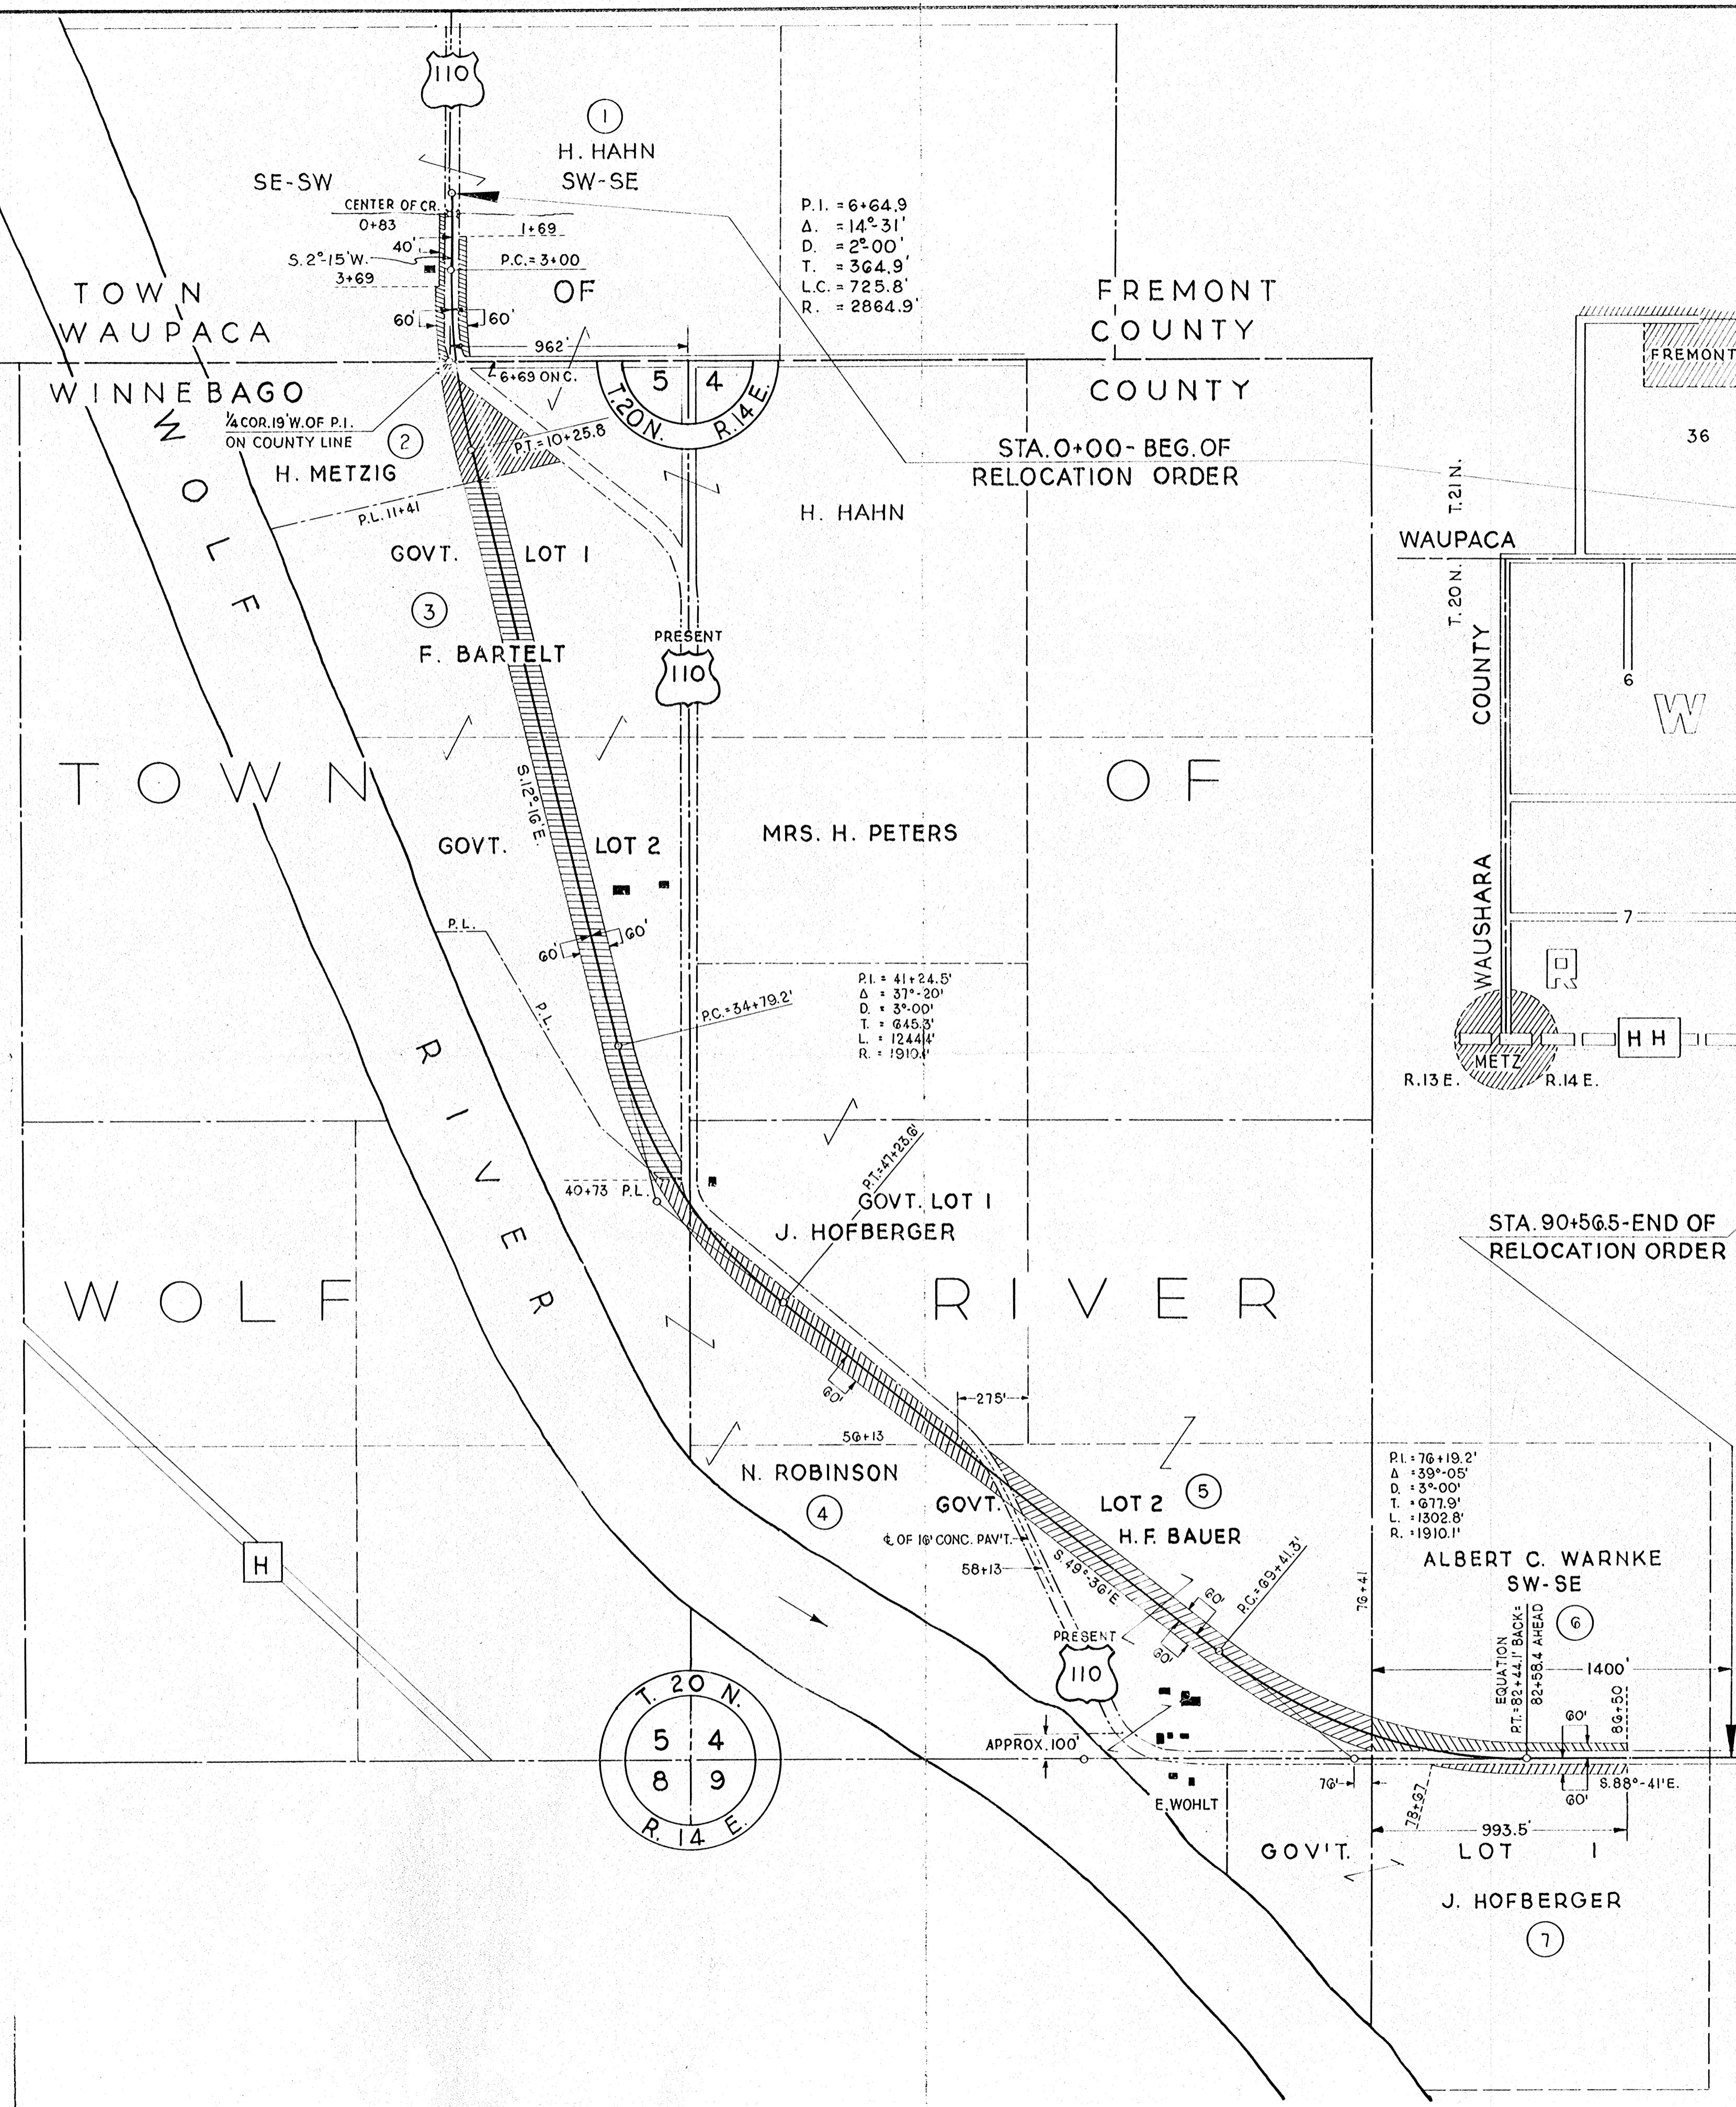 110
1
H. HAHN
SE-SW
SW-SE
CENTER OF CR.
0+83
1+69
40'
S. 2°-15' W.
P.C. = 3+00
3+69
60'
60'
P.I. = 6+64.9
Δ. = 14°-31'
D. = 2°-00'
T. = 364.9'
L.C. = 725.8'
R. = 2864.9'
TOWN
OF
FREMONT
WAUPACA
COUNTY
962'
6+69 ON C.
WINNEBAGO
COUNTY
5
4
T. 20 N.
R. 14 E.
¼ COR. 19' W. OF P.I.
ON COUNTY LINE
2
H. METZIG
P.T. = 10+25.8
P.L. 11+41
STA. 0+00 - BEG. OF
RELOCATION ORDER
H. HAHN
FREMONT
36
T. 21 N.
WAUPACA
T. 20 N.
COUNTY
WAUSHARA
6
W
7
R
METZ
HH
R. 13 E.
R. 14 E.
WOLF
RIVER
GOVT. LOT 1
3
F. BARTELT
PRESENT
110
TOWN
OF
S. 12°-16' E.
GOVT. LOT 2
MRS. H. PETERS
P.L.
60'
60'
P.L.
P.C. = 34+79.2'
P.I. = 41+24.5'
Δ = 37°-20'
D. = 3°-00'
T. = 645.3'
L. = 1244.4'
R. = 1910.1'
P.T. = 47+23.6'
40+73 P.L.
GOVT. LOT 1
J. HOFBERGER
STA. 90+56.5 - END OF
RELOCATION ORDER
WOLF
RIVER
60'
275'
56+13
N. ROBINSON
4
GOVT. LOT 2
5
H. F. BAUER
℄ OF 16' CONC. PAV'T.
58+13
S. 49°-36' E.
P.C. = 69+41.3'
60'
60'
PRESENT
110
H
P.I. = 76+19.2'
Δ = 39°-05'
D. = 3°-00'
T. = 677.9'
L. = 1302.8'
R. = 1910.1'
ALBERT C. WARNKE
SW-SE
6
76+41
EQUATION
P.T. = 82+44.1' BACK =
82+58.4 AHEAD
1400'
86+50
60'
60'
S. 88°-41' E.
T. 20 N.
5 4
8 9
R. 14 E.
APPROX. 100'
E. WOHLT
76'
78+67
993.5'
GOV'T. LOT 1
J. HOFBERGER
7